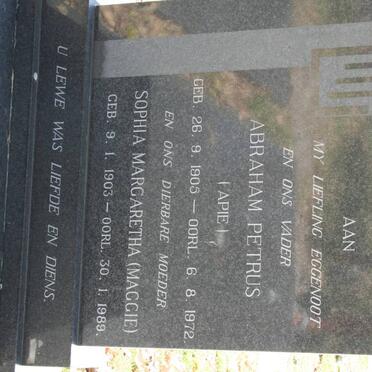 AAN
MY LIEFLING EGGENOOT
EN ONS VADER
ABRAHAM PETRUS
(APIE)
GEB. 26. 9. 1905 — OORL. 6. 8. 1972.
EN ONS DIERBARE MOEDER
SOPHIA MARGARETHA (MAGGIE)
GEB. 9. 1. 1903 — OORL. 30. 1. 1989.
U LEWE WAS LIEFDE EN DIENS.